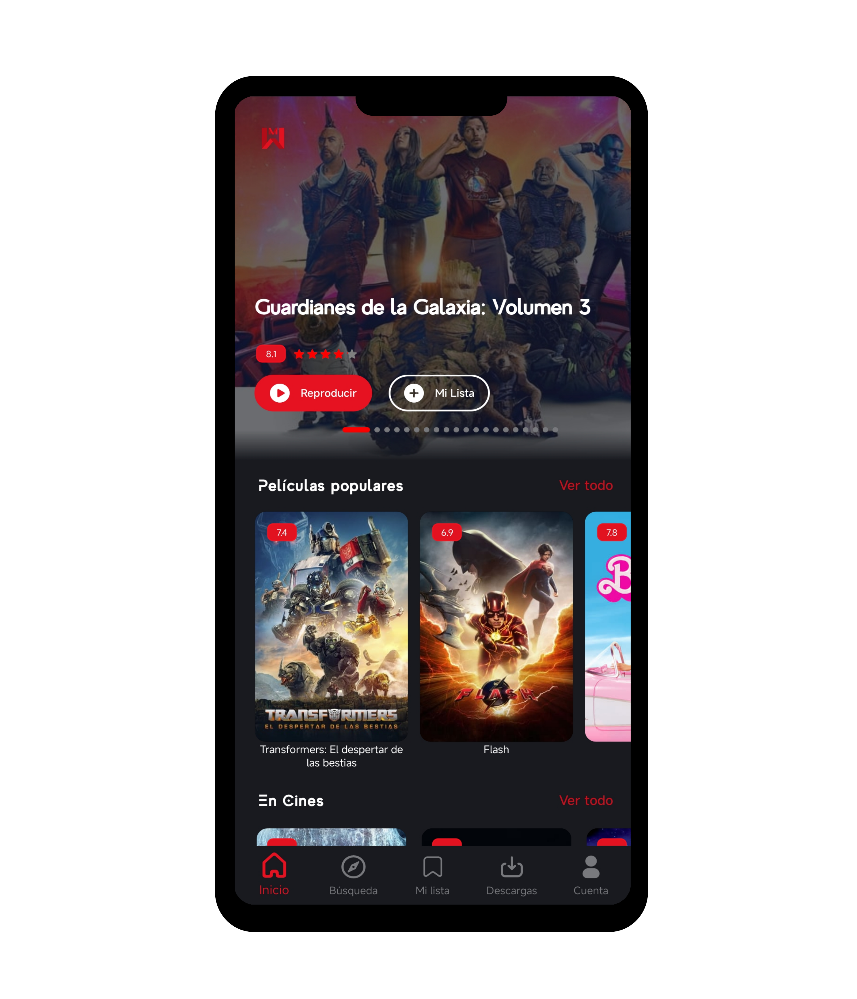 Guardianes de la Galaxia: Volumen 3
8.1
Reproducir
Mi Lista
Películas populares
Ver todo
7.4
6.9
7.8
B
TRANSFORMERS
EL DESPERTAR DE LAS BESTIAS
FLASH
Transformers: El despertar de
las bestias
Flash
En Cines
Ver todo
Inicio
Búsqueda
Mi lista
Descargas
Cuenta